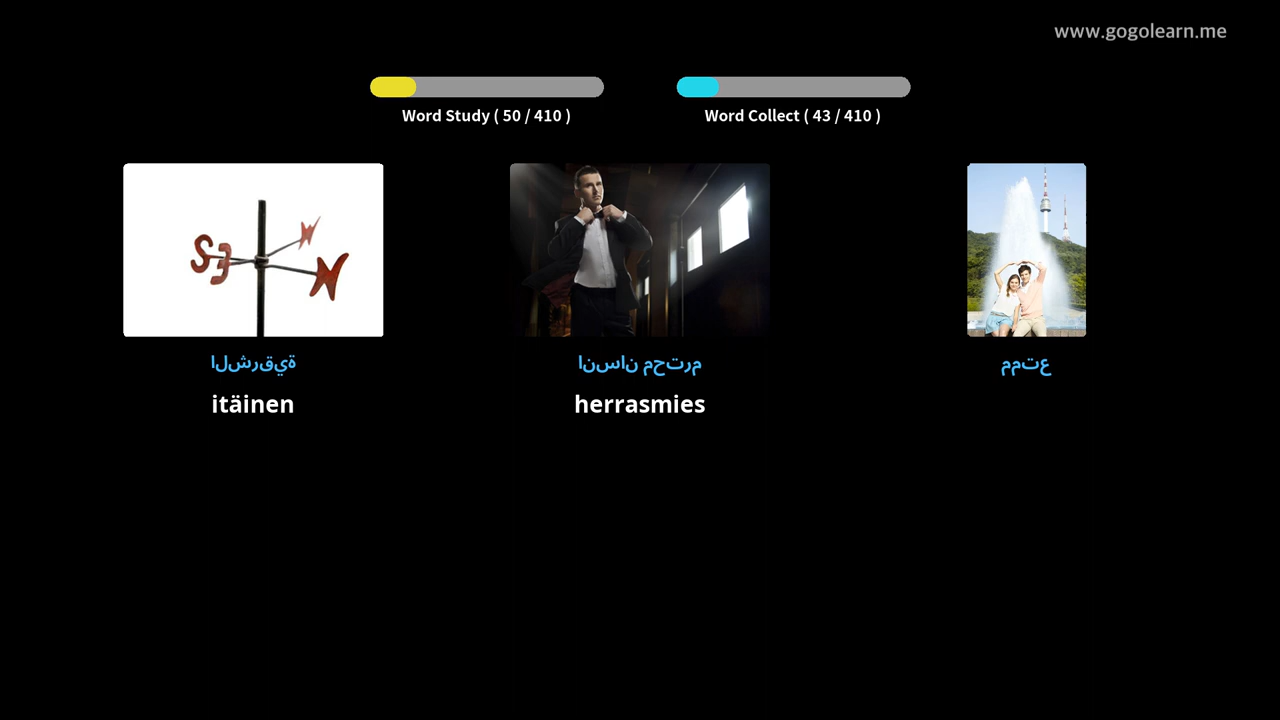 www.gogolearn.me
Word Study ( 50 / 410 )
Word Collect ( 43 / 410 )
S E N
الشرقية
itäinen
انسان محترم
herrasmies
ممتع